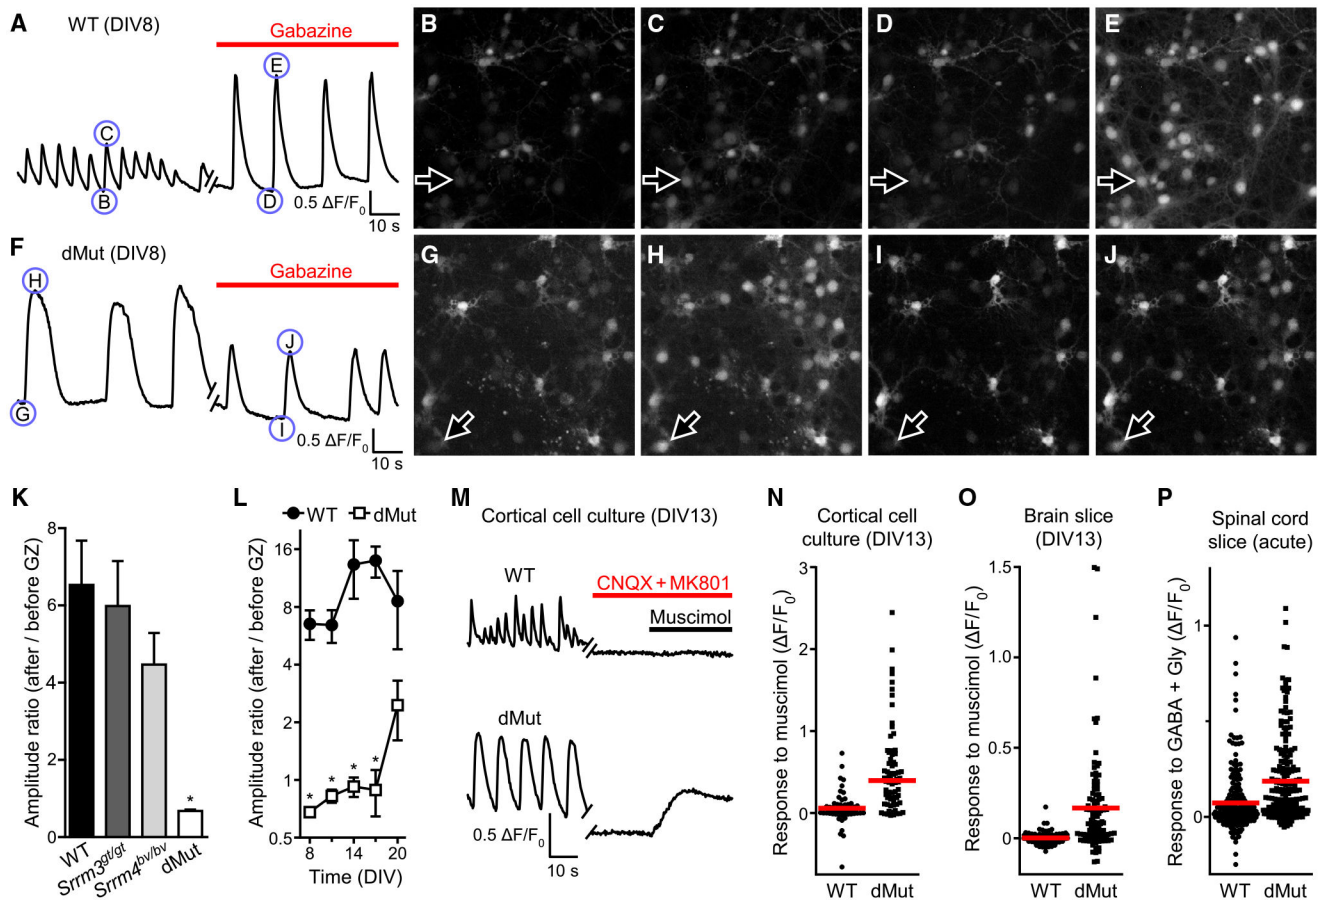 A
WT (DIV8)
Gabazine
C
E
B
D
0.5 ΔF/F0
10 s
B
C
D
E
F
dMut (DIV8)
Gabazine
H
J
G
I
0.5 ΔF/F0
10 s
G
H
I
J
K
Amplitude ratio (after / before GZ)
8
6
4
2
0
*
WT
Srrm3gt/gt
Srrm4bv/bv
dMut
L
WT dMut
Amplitude ratio (after / before GZ)
16
8
4
2
1
0.5
* * * *
8 14 20
Time (DIV)
M
Cortical cell culture (DIV13)
WT
CNQX + MK801
Muscimol
dMut
0.5 ΔF/F0
10 s
N
Cortical cell
culture (DIV13)
Response to muscimol (ΔF/F0)
3
2
1
0
WT dMut
O
Brain slice
(DIV13)
Response to muscimol (ΔF/F0)
1.5
1.0
0.5
0
WT dMut
P
Spinal cord
slice (acute)
Response to GABA + Gly (ΔF/F0)
1
0
WT dMut